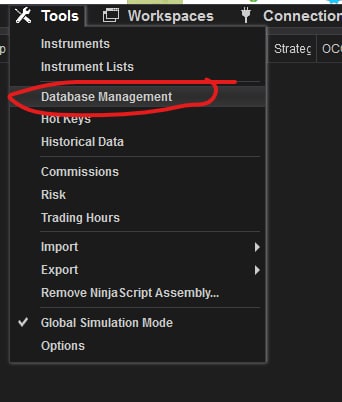 Tools Workspaces Connection
Strateg OCO
Instruments
Instrument Lists
Database Management
Hot Keys
Historical Data
Commissions
Risk
Trading Hours
Import
Export
Remove NinjaScript Assembly...
Global Simulation Mode
Options